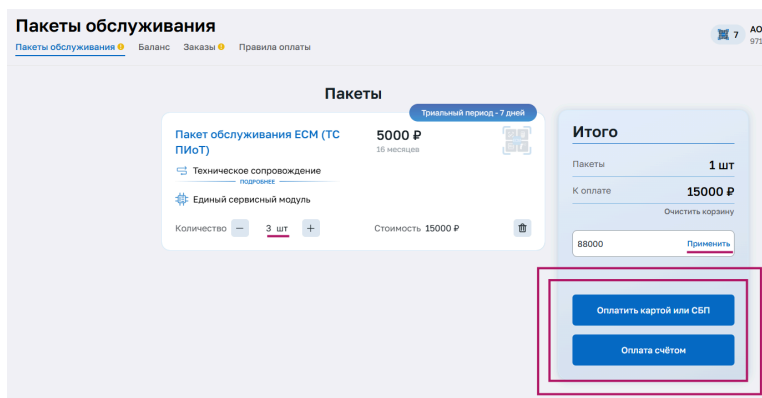 Пакеты обслуживания
Пакеты обслуживания Баланс Заказы Правила оплаты
7
АО
971
Пакеты
Триальный период - 7 дней
Пакет обслуживания ЕСМ (ТС ПИоТ)
5000 ₽
16 месяцев
Техническое сопровождение
ПОДРОБНЕЕ
Единый сервисный модуль
Количество − 3 шт + Стоимость 15000 ₽
Итого
Пакеты 1 шт
К оплате 15000 ₽
Очистить корзину
88000 Применить
Оплатить картой или СБП
Оплата счётом